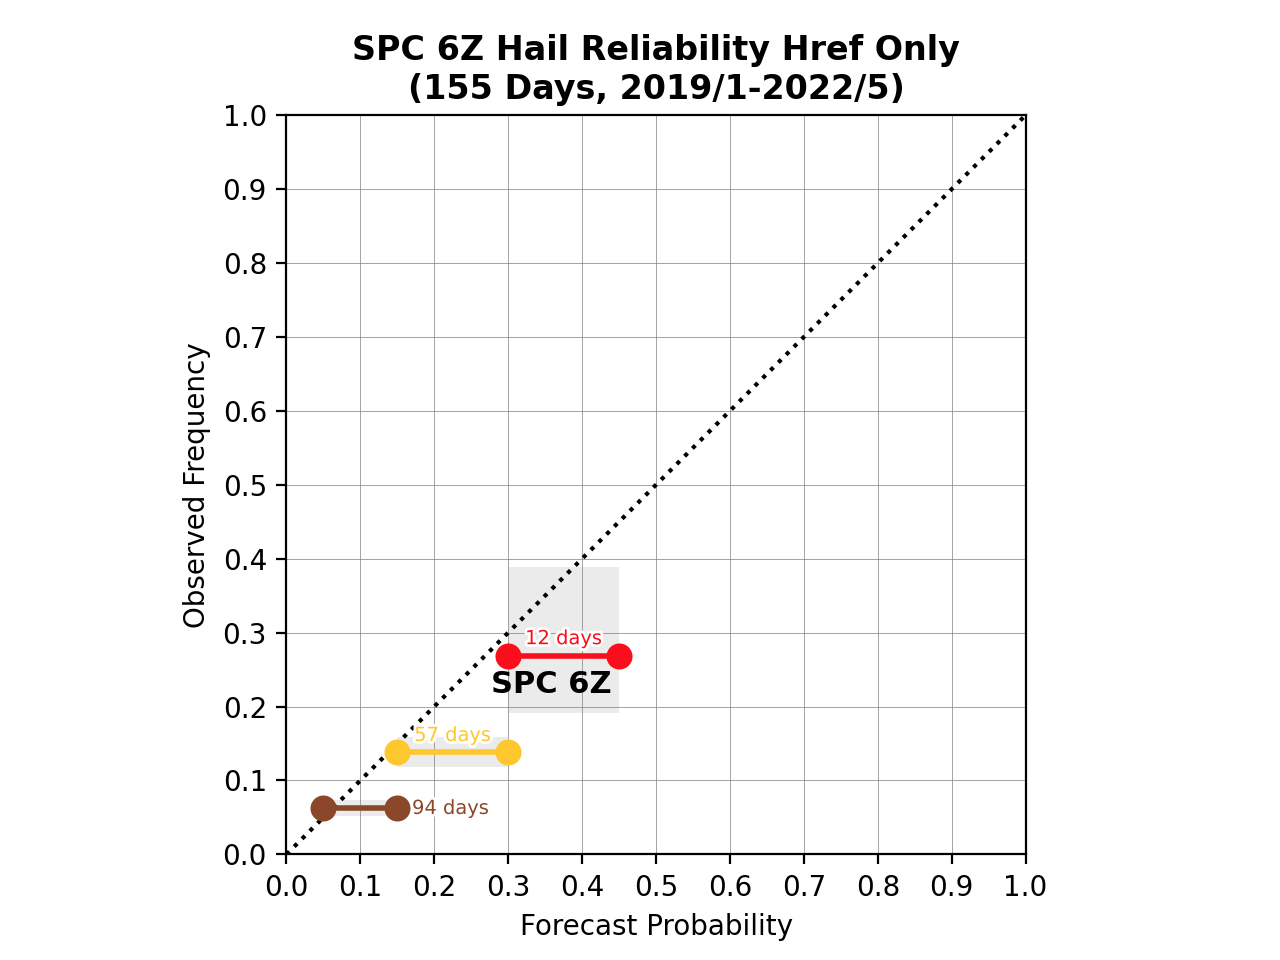 SPC 6Z Hail Reliability Href Only
(155 Days, 2019/1-2022/5)
1.0
0.9
0.8
0.7
0.6
0.5
0.4
0.3
0.2
0.1
0.0
Observed Frequency
12 days
SPC 6Z
57 days
94 days
0.0 0.1 0.2 0.3 0.4 0.5 0.6 0.7 0.8 0.9 1.0
Forecast Probability